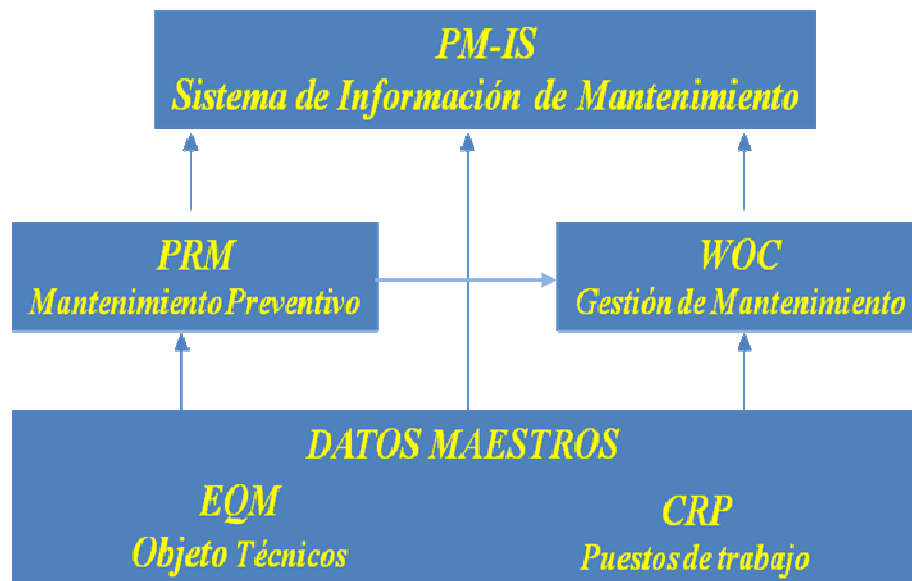 PM-IS
Sistema de Información de Mantenimiento
PRM
Mantenimiento Preventivo
WOC
Gestión de Mantenimiento
DATOS MAESTROS
EQM
Objeto Técnicos
CRP
Puestos de trabajo